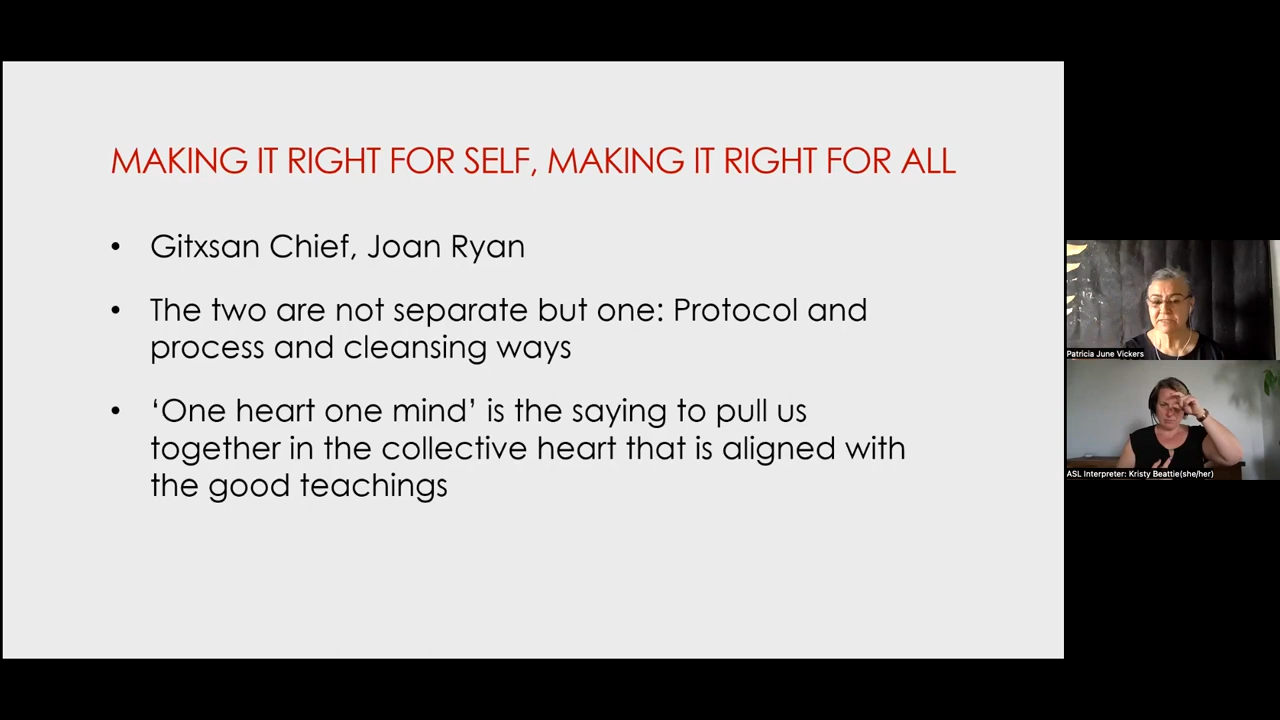 MAKING IT RIGHT FOR SELF, MAKING IT RIGHT FOR ALL
• Gitxsan Chief, Joan Ryan
• The two are not separate but one: Protocol and
process and cleansing ways
• ‘One heart one mind’ is the saying to pull us
together in the collective heart that is aligned with
the good teachings
Patricia June Vickers
ASL Interpreter: Kristy Beattie(she/her)